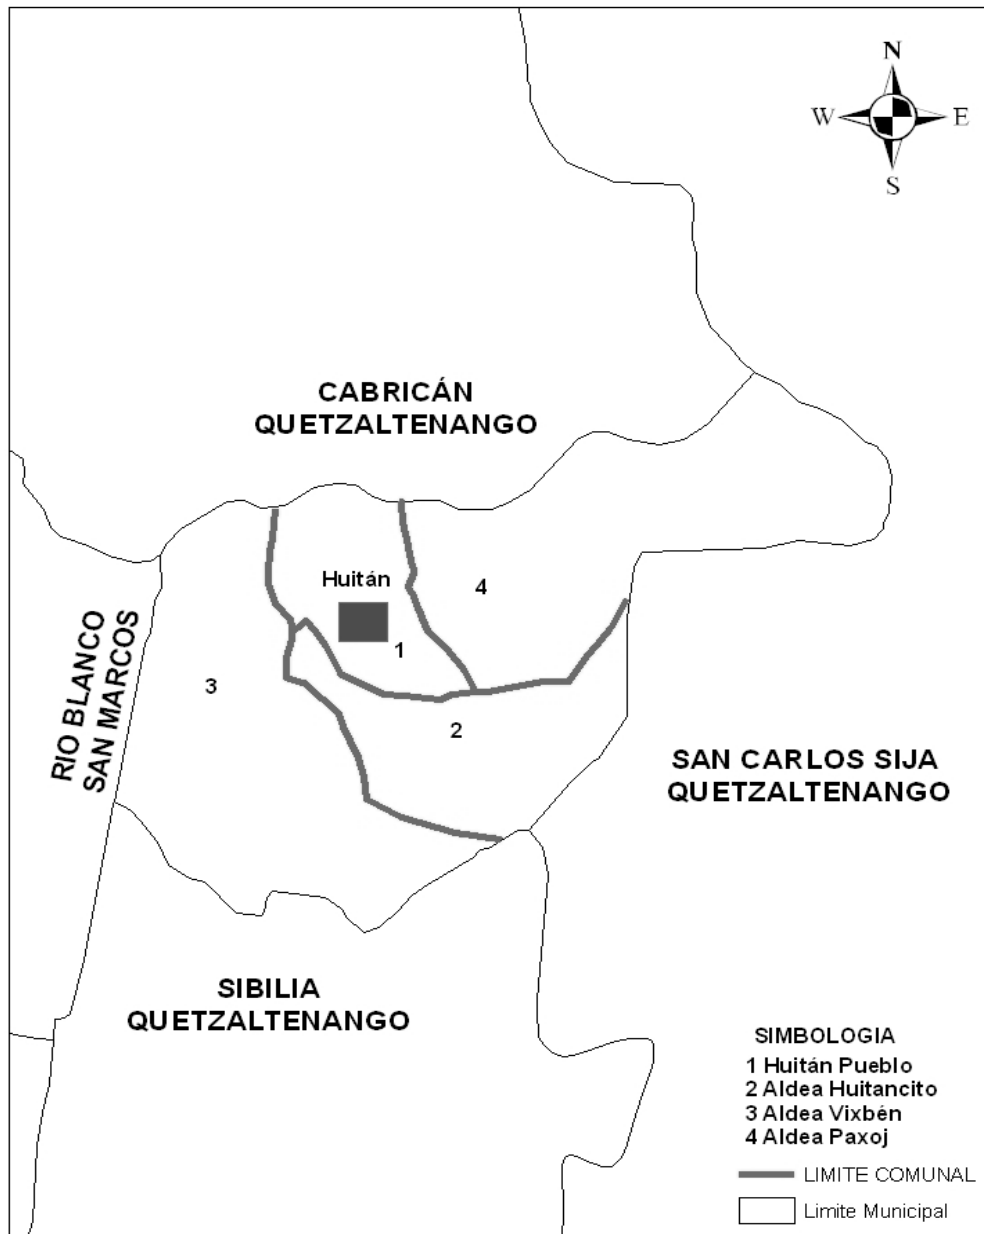 N
W E
S
CABRICÁN
QUETZALTENANGO
Huitán
4
1
3
2
RIO BLANCO
SAN MARCOS
SAN CARLOS SIJA
QUETZALTENANGO
SIBILIA
QUETZALTENANGO
SIMBOLOGIA
1 Huitán Pueblo
2 Aldea Huitancito
3 Aldea Vixbén
4 Aldea Paxoj
LIMITE COMUNAL
Limite Municipal